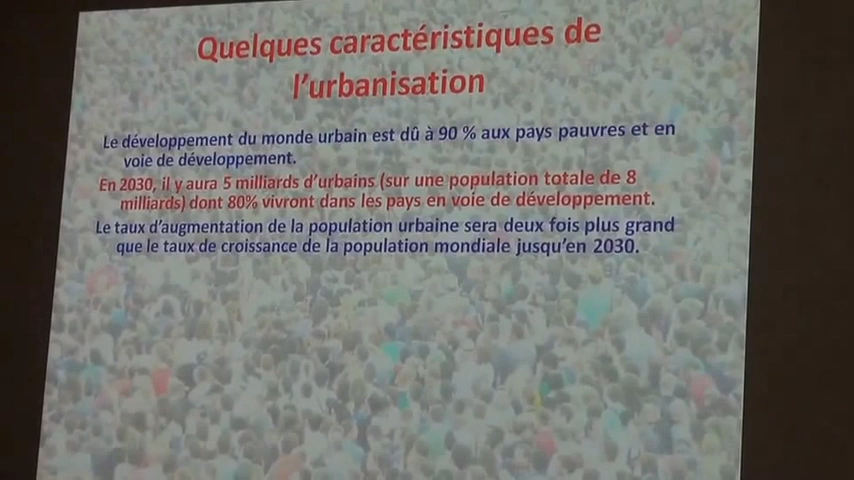 Quelques caractéristiques de
l'urbanisation
Le développement du monde urbain est dû à 90 % aux pays pauvres et en
voie de développement.
En 2030, il y aura 5 milliards d'urbains (sur une population totale de 8
milliards) dont 80% vivront dans les pays en voie de développement.
Le taux d'augmentation de la population urbaine sera deux fois plus grand
que le taux de croissance de la population mondiale jusqu'en 2030.